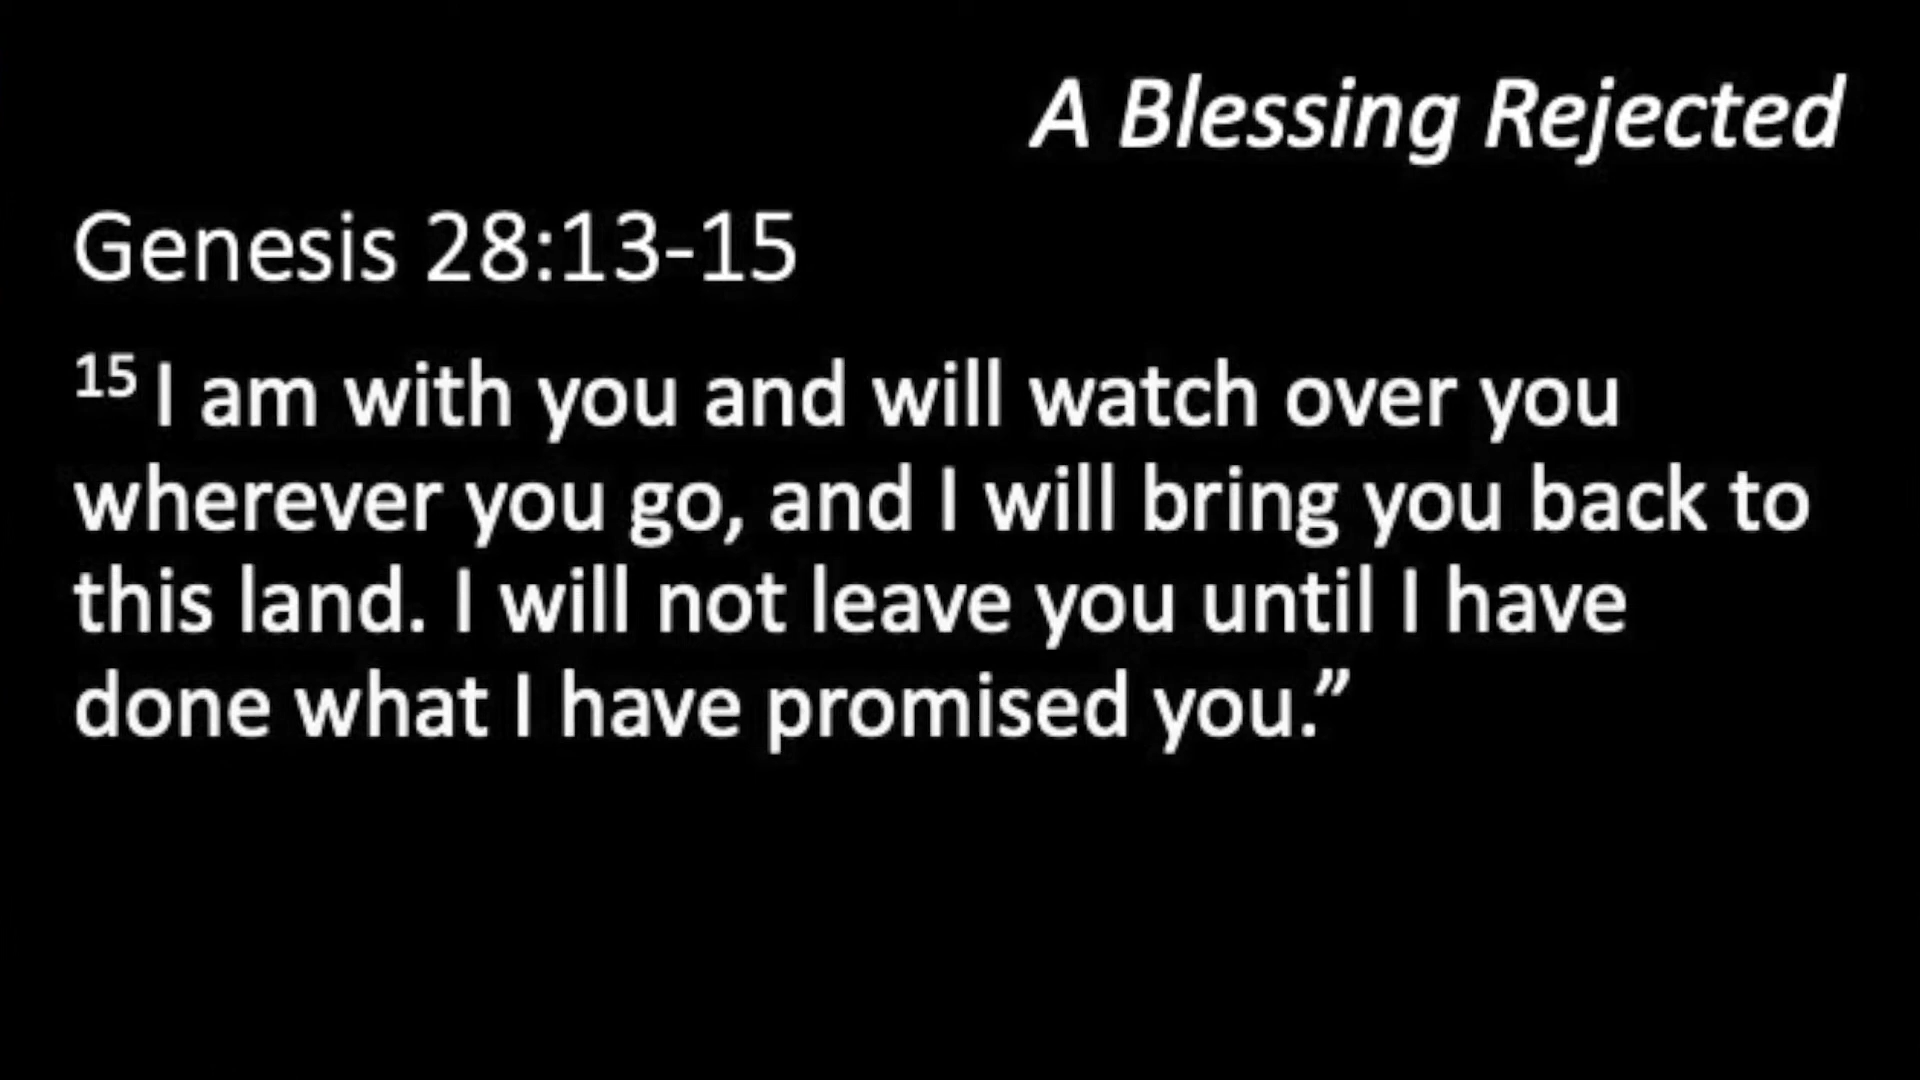 A Blessing Rejected
Genesis 28:13-15
15 I am with you and will watch over you
wherever you go, and I will bring you back to
this land. I will not leave you until I have
done what I have promised you.”